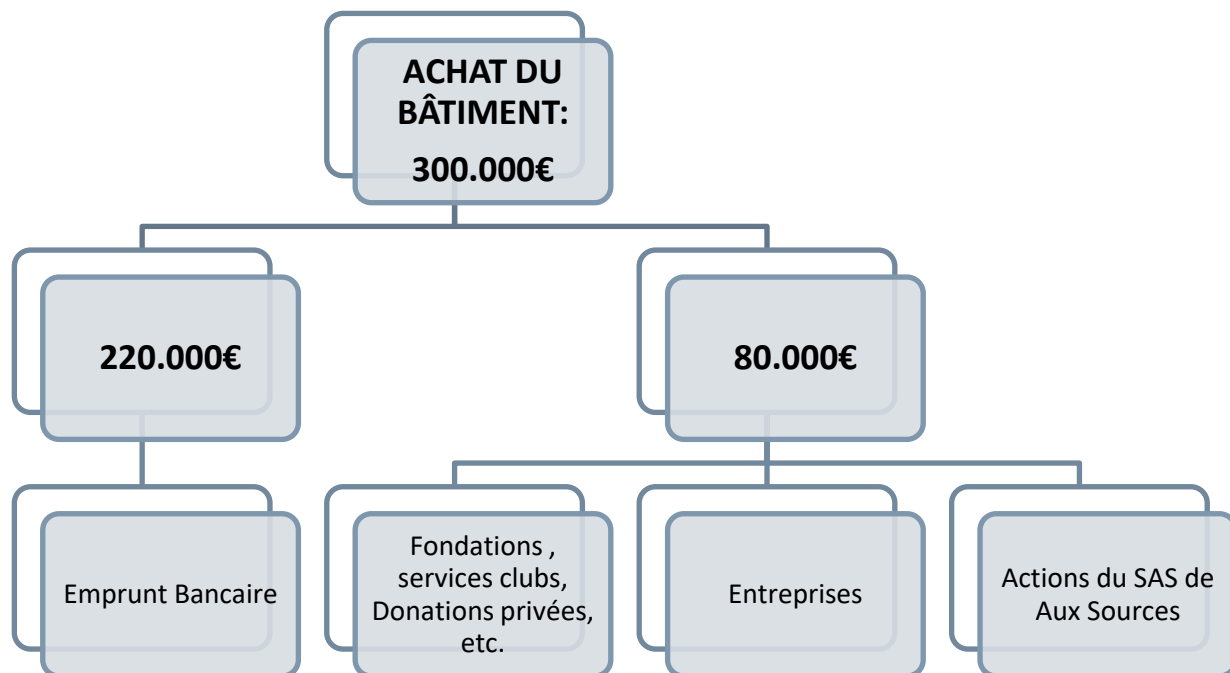 ACHAT DU
BÂTIMENT:
300.000€
220.000€
80.000€
Emprunt Bancaire
Fondations ,
services clubs,
Donations privées,
etc.
Entreprises
Actions du SAS de
Aux Sources